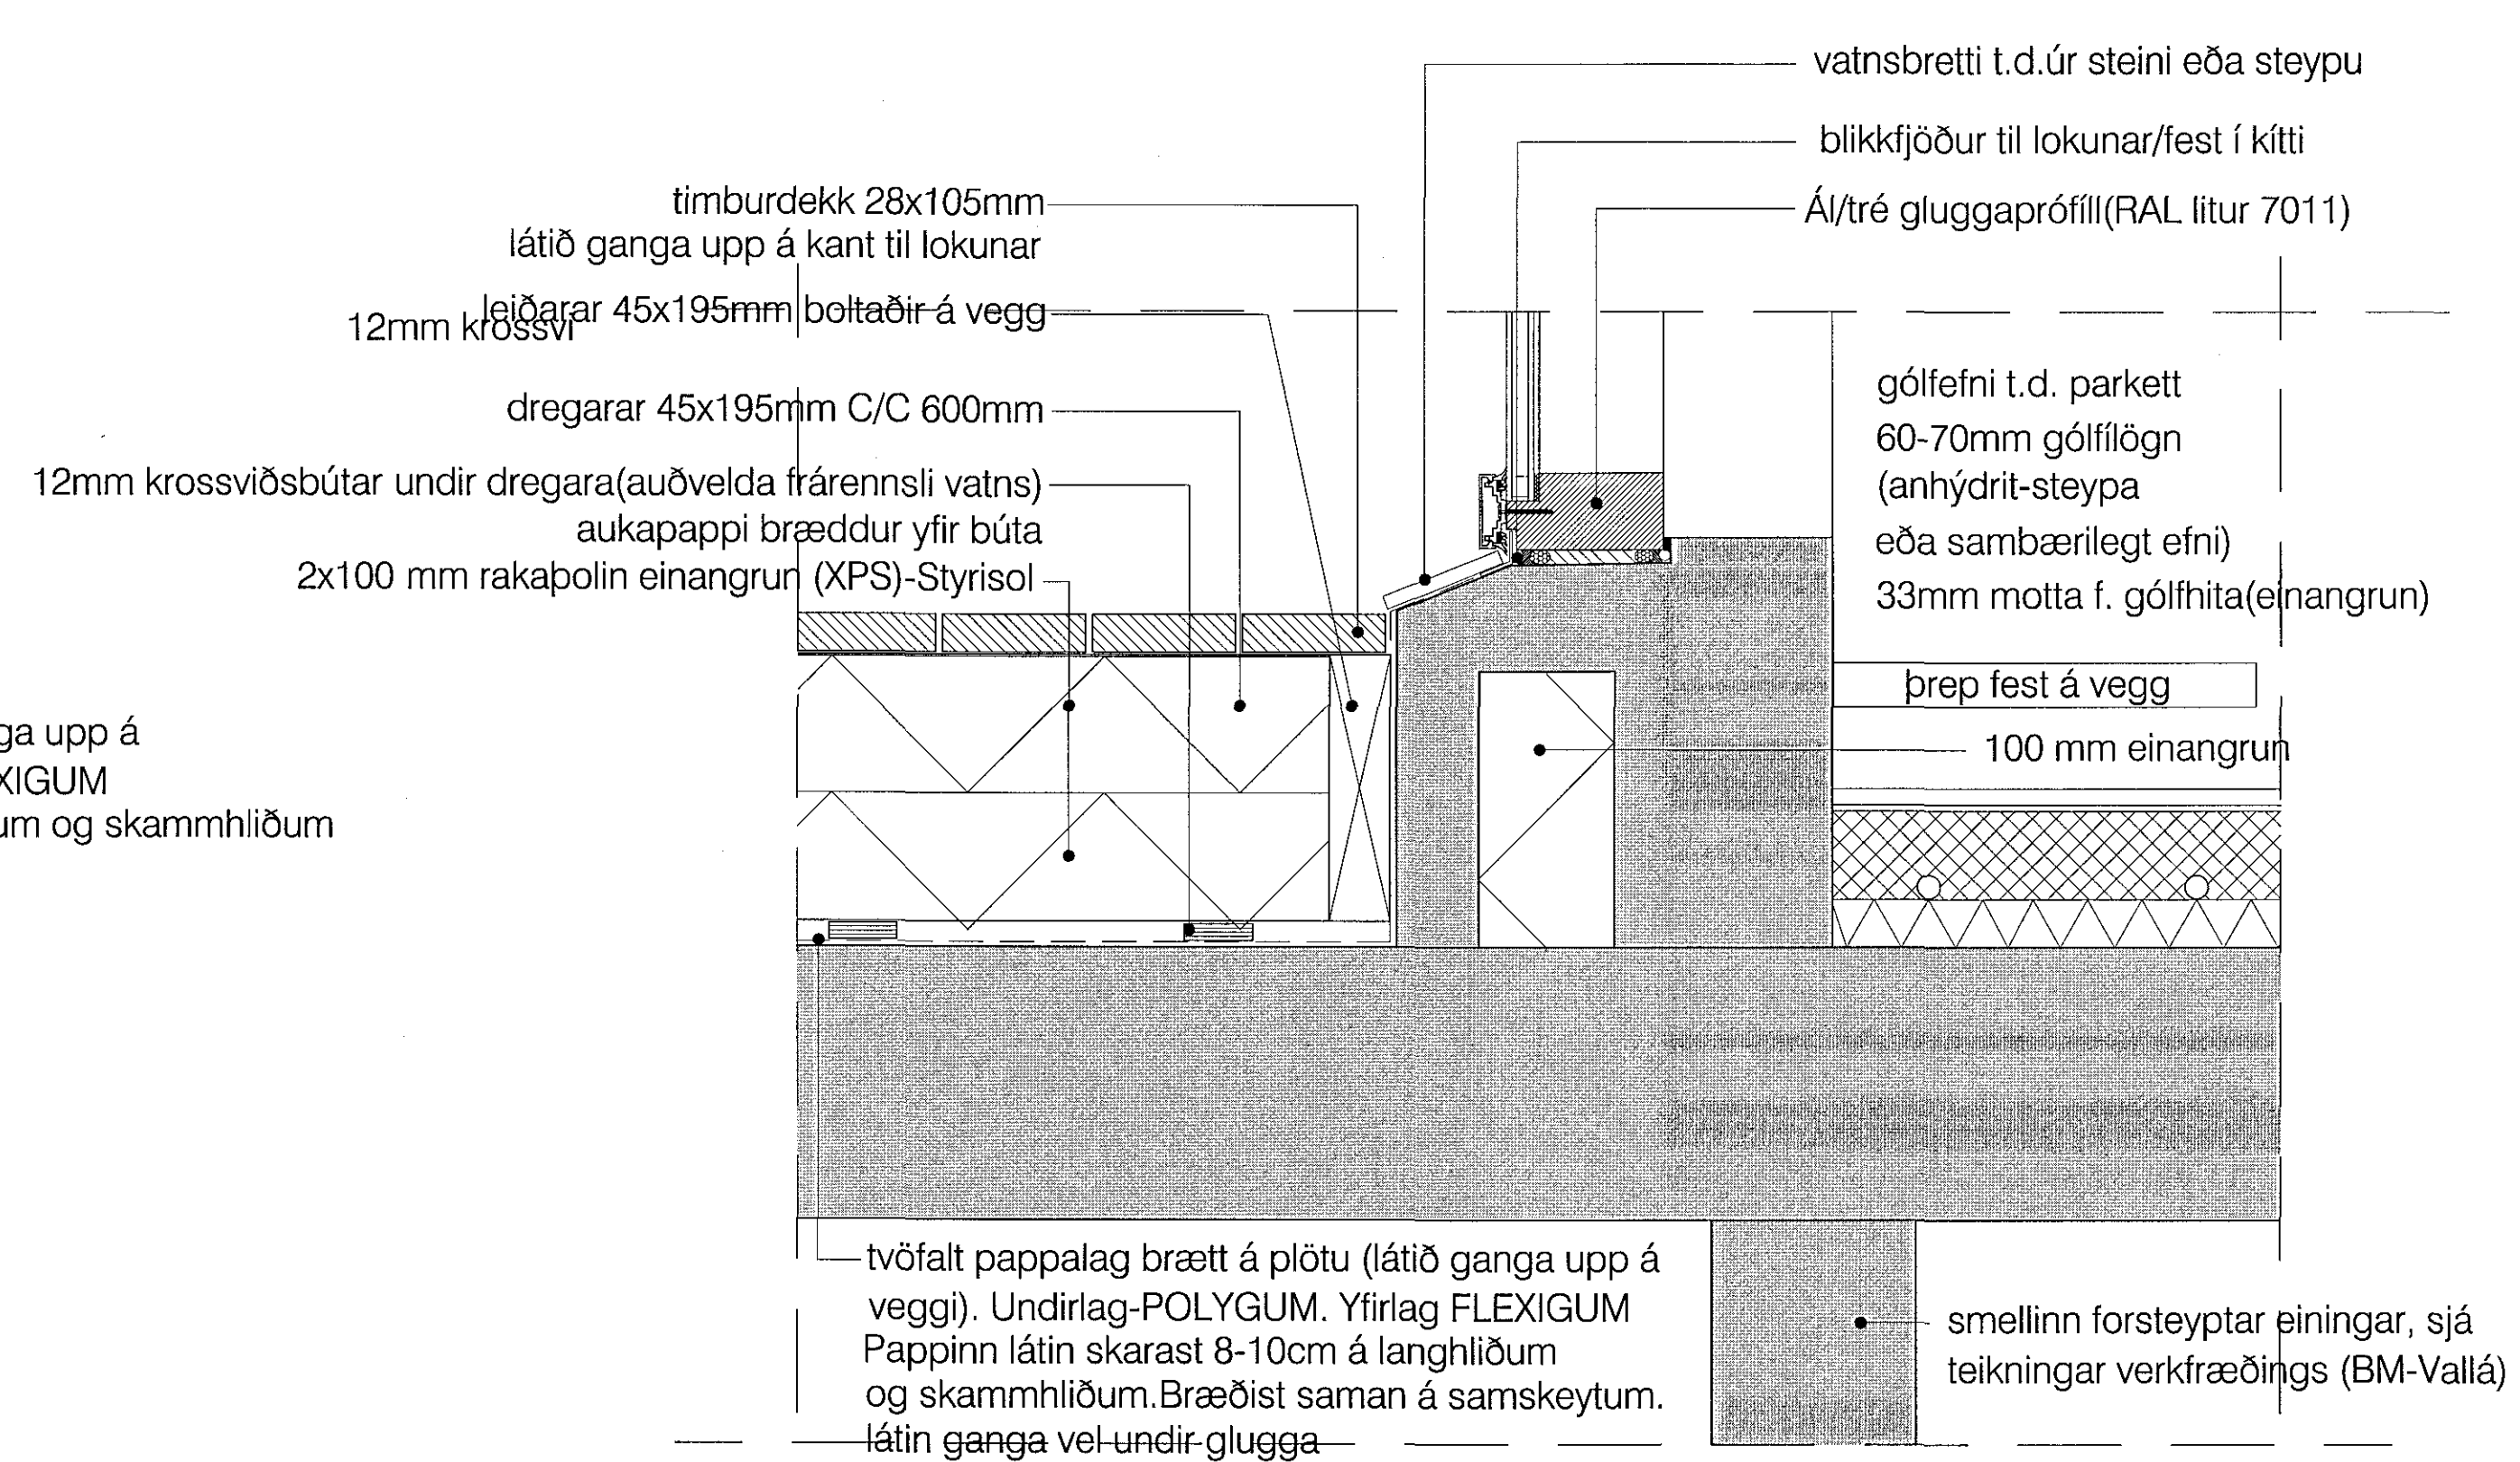 vatnsbretti t.d.úr steini eða steypu
blikkfjöður til lokunar/fest í kítti
Ál/tré gluggaprófíll(RAL litur 7011)
timburdekk 28x105mm
látið ganga upp á kant til lokunar
leiðarar 45x195mm boltaðir á vegg
12mm krossvi
dregarar 45x195mm C/C 600mm
12mm krossviðsbútar undir dregara(auðvelda frárennsli vatns)
aukapappi bræddur yfir búta
2x100 mm rakaþolin einangrun (XPS)-Styrisol
gólfefni t.d. parkett
60-70mm gólfílögn
(anhýdrit-steypa
eða sambærilegt efni)
33mm motta f. gólfhita(einangrun)
þrep fest á vegg
100 mm einangrun
ga upp á
XIGUM
um og skammhliðum
tvöfalt pappalag brætt á plötu (látið ganga upp á
veggi). Undirlag-POLYGUM. Yfirlag FLEXIGUM
Pappinn látin skarast 8-10cm á langhliðum
og skammhliðum.Bræðist saman á samskeytum.
látin ganga vel undir glugga
smellinn forsteyptar einingar, sjá
teikningar verkfræðings (BM-Vallá)